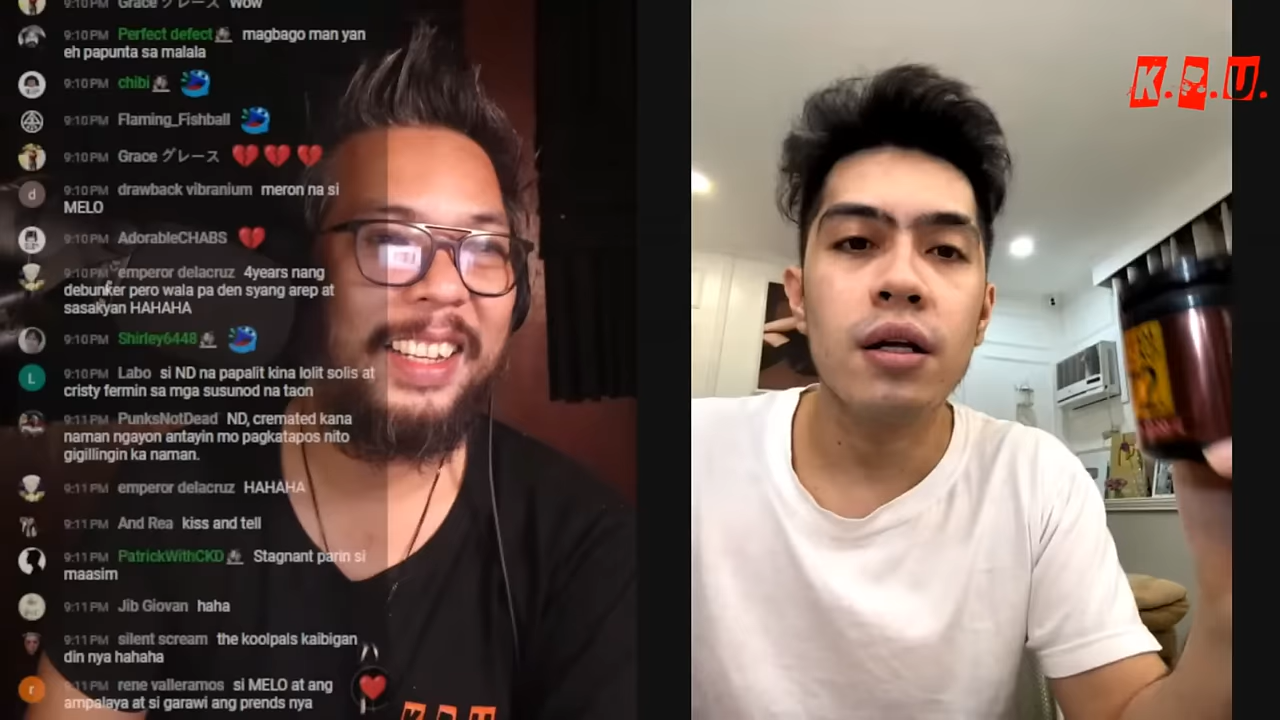 9:10 PM Grace グレース Wow
9:10 PM Perfect defect magbago man yan
eh papunta sa malala
9:10 PM chibi
9:10 PM Flaming_Fishball
9:10 PM Grace グレース
9:10 PM drawback vibranium meron na si
MELO
9:10 PM AdorableCHABS
9:10 PM emperor delacruz 4years nang
debunker pero wala pa den syang arep at
sasakyan HAHAHA
9:10 PM Shirley6448
9:10 PM Labo si ND na papalit kina lolit solis at
cristy fermin sa mga susunod na taon
9:11 PM PunksNotDead ND, cremated kana
naman ngayon antayin mo pagkatapos nito
gigillingin ka naman.
9:11 PM emperor delacruz HAHAHA
9:11 PM And Rea kiss and tell
9:11 PM PatrickWithCKD Stagnant parin si
maasim
9:11 PM Jib Giovan haha
9:11 PM silent scream the koolpals kaibigan
din nya hahaha
9:11 PM rene valleramos si MELO at ang
ampalaya at si garawi ang prends nya
d
L
r
K. U.